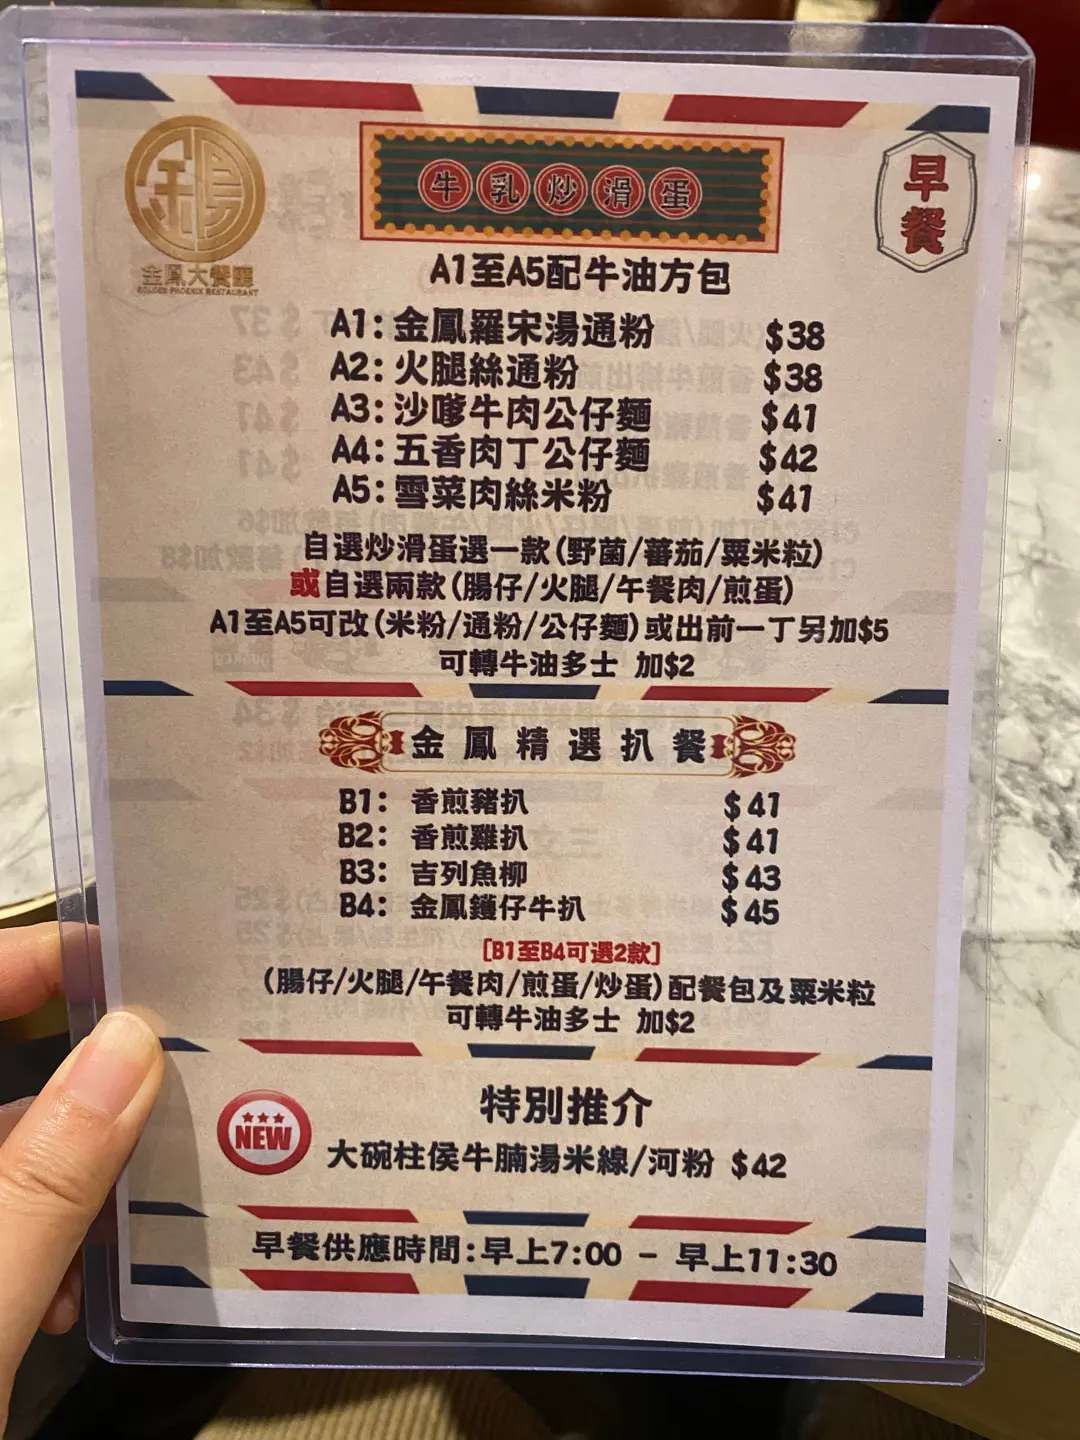 牛乳炒滑蛋
早餐
金鳳大餐廳
GOLDEN PHOENIX RESTAURANT
A1至A5配牛油方包
A1: 金鳳羅宋湯通粉 $38
A2: 火腿絲通粉 $38
A3: 沙嗲牛肉公仔麵 $41
A4: 五香肉丁公仔麵 $42
A5: 雪菜肉絲米粉 $41
自選炒滑蛋選一款(野菌/蕃茄/粟米粒)
或自選兩款(腸仔/火腿/午餐肉/煎蛋)
A1至A5可改(米粉/通粉/公仔麵)或出前一丁另加$5
可轉牛油多士 加$2
金鳳精選扒餐
B1: 香煎豬扒 $41
B2: 香煎雞扒 $41
B3: 吉列魚柳 $43
B4: 金鳳鑊仔牛扒 $45
[B1至B4可選2款]
(腸仔/火腿/午餐肉/煎蛋/炒蛋)配餐包及粟米粒
可轉牛油多士 加$2
特別推介
NEW
大碗柱侯牛腩湯米線/河粉 $42
早餐供應時間:早上7:00 - 早上11:30